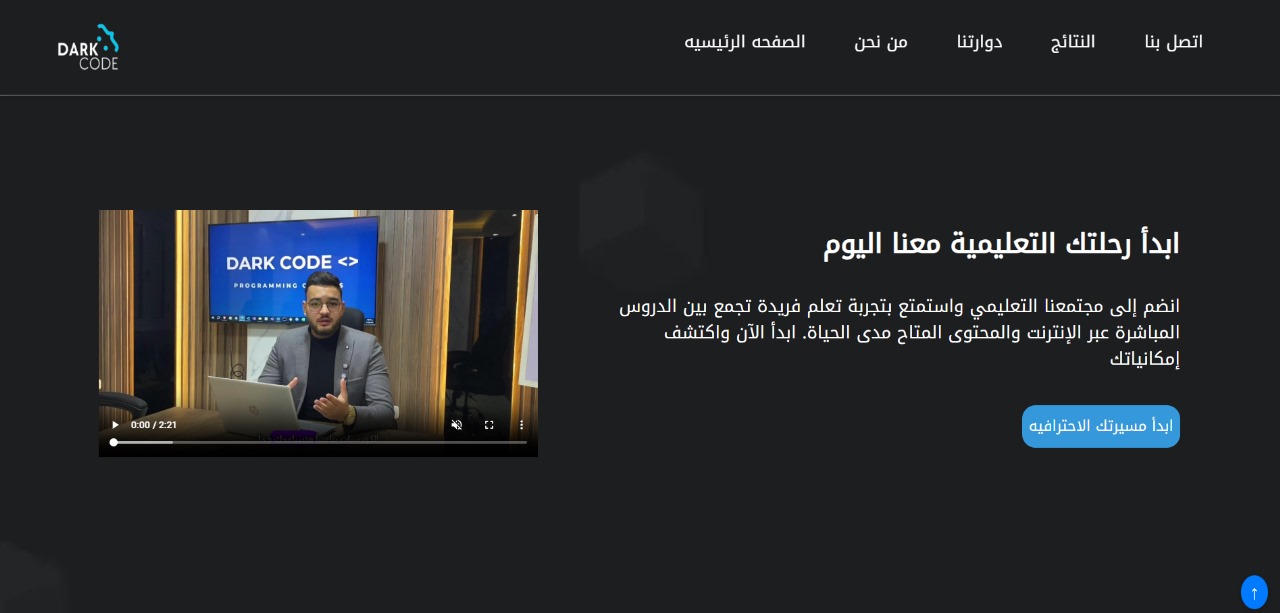 DARK
CODE
اتصل بنا
النتائج
دوارتنا
من نحن
الصفحه الرئيسيه
ابدأ رحلتك التعليمية معنا اليوم
انضم إلى مجتمعنا التعليمي واستمتع بتجربة تعلم فريدة تجمع بين الدروس
المباشرة عبر الإنترنت والمحتوى المتاح مدى الحياة. ابدأ الآن واكتشف
إمكانياتك
ابدأ مسيرتك الاحترافيه
DARK CODE <>
PROGRAMMING
0:00 / 2:21
↑